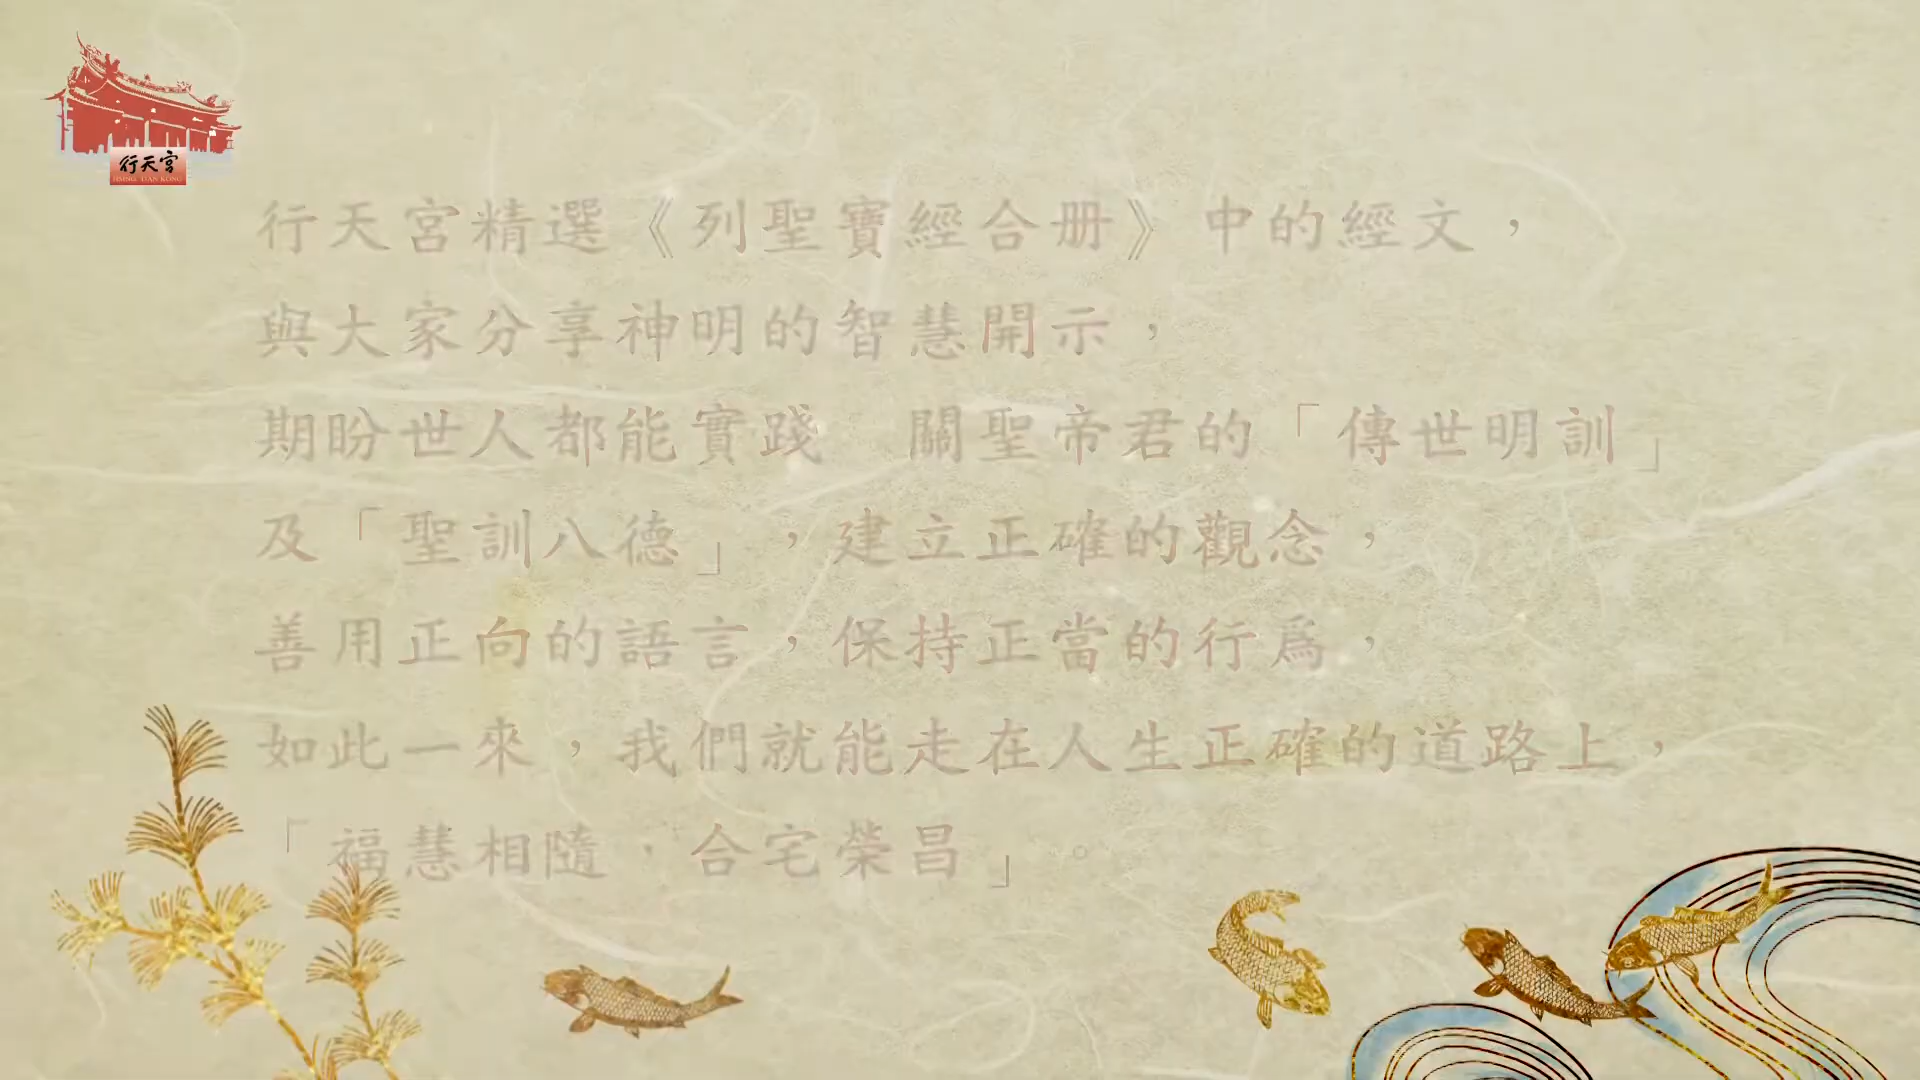 行天宮
HSING TIAN KONG
行天宮精選《列聖寶經合册》中的經文，
與大家分享神明的智慧開示，
期盼世人都能實踐　關聖帝君的「傳世明訓」
及「聖訓八德」，建立正確的觀念，
善用正向的語言，保持正當的行為，
如此一來，我們就能走在人生正確的道路上，
「福慧相隨，合宅榮昌」。